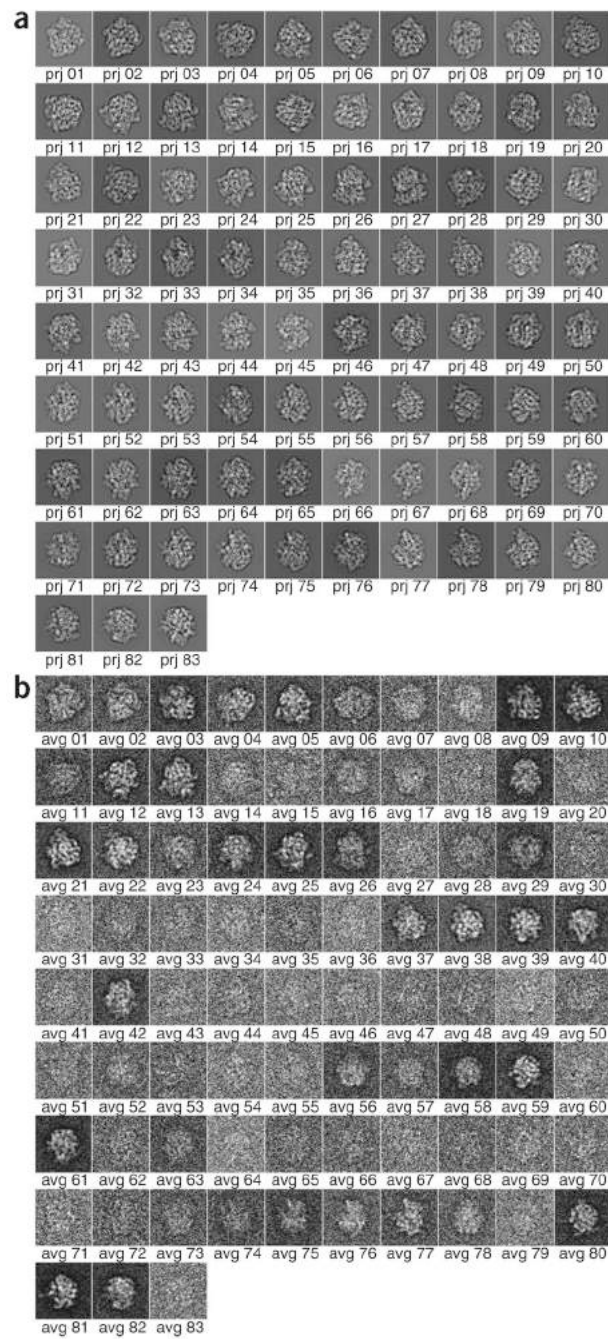 a
prj 01 prj 02 prj 03 prj 04 prj 05 prj 06 prj 07 prj 08 prj 09 prj 10
prj 11 prj 12 prj 13 prj 14 prj 15 prj 16 prj 17 prj 18 prj 19 prj 20
prj 21 prj 22 prj 23 prj 24 prj 25 prj 26 prj 27 prj 28 prj 29 prj 30
prj 31 prj 32 prj 33 prj 34 prj 35 prj 36 prj 37 prj 38 prj 39 prj 40
prj 41 prj 42 prj 43 prj 44 prj 45 prj 46 prj 47 prj 48 prj 49 prj 50
prj 51 prj 52 prj 53 prj 54 prj 55 prj 56 prj 57 prj 58 prj 59 prj 60
prj 61 prj 62 prj 63 prj 64 prj 65 prj 66 prj 67 prj 68 prj 69 prj 70
prj 71 prj 72 prj 73 prj 74 prj 75 prj 76 prj 77 prj 78 prj 79 prj 80
prj 81 prj 82 prj 83
b
avg 01 avg 02 avg 03 avg 04 avg 05 avg 06 avg 07 avg 08 avg 09 avg 10
avg 11 avg 12 avg 13 avg 14 avg 15 avg 16 avg 17 avg 18 avg 19 avg 20
avg 21 avg 22 avg 23 avg 24 avg 25 avg 26 avg 27 avg 28 avg 29 avg 30
avg 31 avg 32 avg 33 avg 34 avg 35 avg 36 avg 37 avg 38 avg 39 avg 40
avg 41 avg 42 avg 43 avg 44 avg 45 avg 46 avg 47 avg 48 avg 49 avg 50
avg 51 avg 52 avg 53 avg 54 avg 55 avg 56 avg 57 avg 58 avg 59 avg 60
avg 61 avg 62 avg 63 avg 64 avg 65 avg 66 avg 67 avg 68 avg 69 avg 70
avg 71 avg 72 avg 73 avg 74 avg 75 avg 76 avg 77 avg 78 avg 79 avg 80
avg 81 avg 82 avg 83